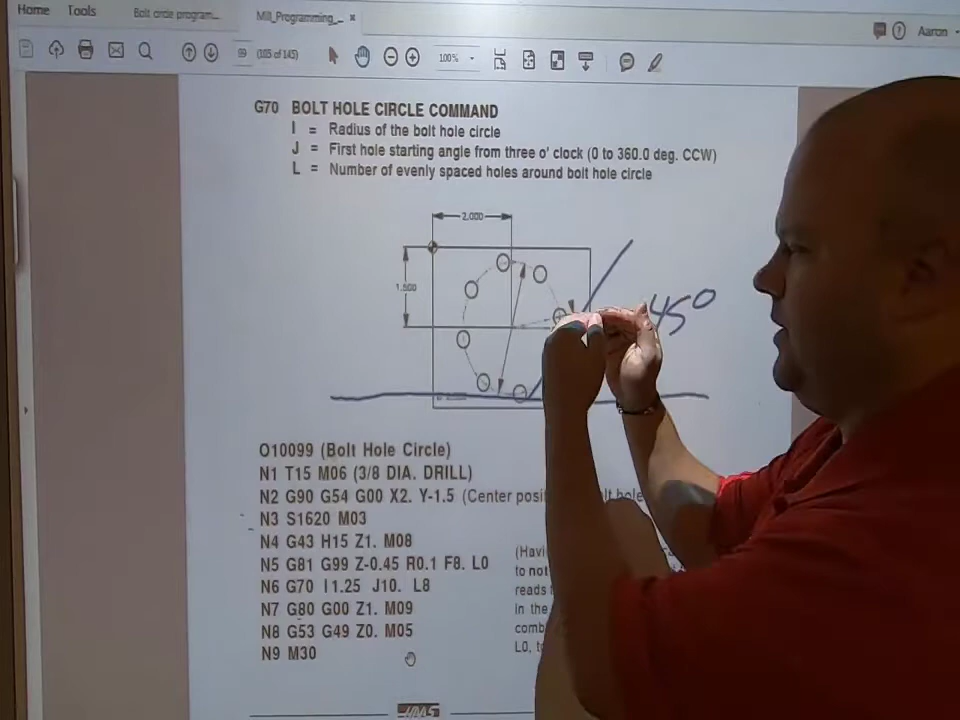 Home Tools Bolt circle program... Mill_Programming_... × Aaron
(105 of 145) 100%
G70 BOLT HOLE CIRCLE COMMAND
I = Radius of the bolt hole circle
J = First hole starting angle from three o' clock (0 to 360.0 deg. CCW)
L = Number of evenly spaced holes around bolt hole circle
2.000
1.500
45°
O10099 (Bolt Hole Circle)
N1 T15 M06 (3/8 DIA. DRILL)
N2 G90 G54 G00 X2. Y-1.5 (Center posi olt hole
N3 S1620 M03
N4 G43 H15 Z1. M08
N5 G81 G99 Z-0.45 R0.1 F8. L0
N6 G70 I1.25 J10. L8
N7 G80 G00 Z1. M09
N8 G53 G49 Z0. M05
N9 M30
(Havi
to not
reads
in the
comb
L0, t
HAAS